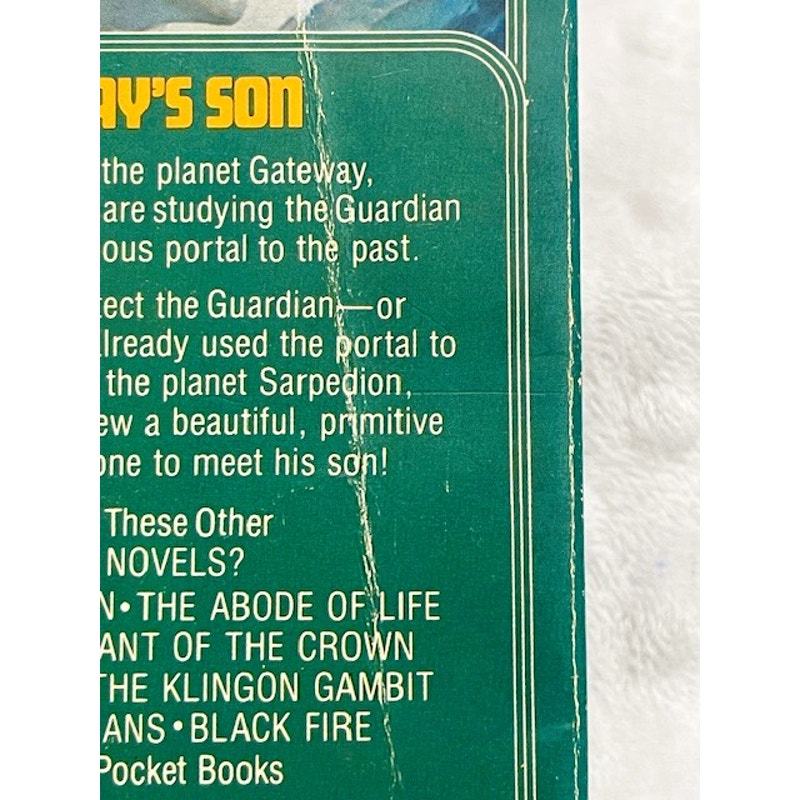 AY'S SON
the planet Gateway,
are studying the Guardian
ous portal to the past.
tect the Guardian—or
lready used the portal to
the planet Sarpedion,
ew a beautiful, primitive
one to meet his son!
These Other
NOVELS?
N•THE ABODE OF LIFE
ANT OF THE CROWN
THE KLINGON GAMBIT
ANS•BLACK FIRE
Pocket Books